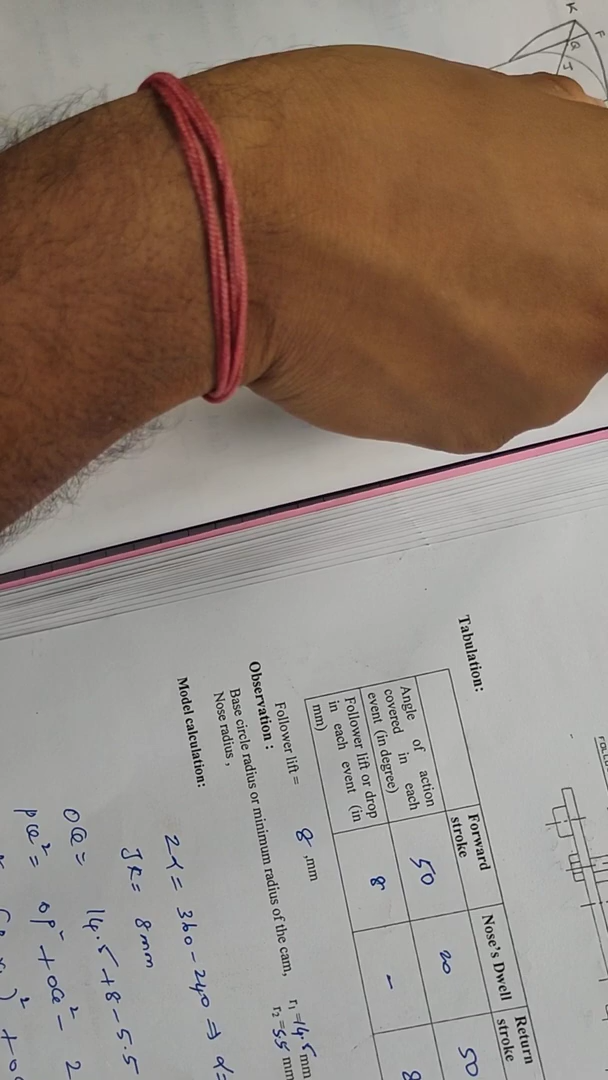 K
F
Q
J
Tabulation:
Forward stroke
Nose's Dwell
Return stroke
Angle of action covered in each event (in degree)
50
20
50
Follower lift or drop in each event (in mm)
8
-
8
Follower lift = 8 ,mm
Observation :
Base circle radius or minimum radius of the cam, r1 =14.5 mm
Nose radius , r2 =5.5 mm
Model calculation:
2α = 360 - 240 ⇒ α =
JK = 8mm
OQ = 14.5 + 8 - 5.5
PQ² = OP² + OQ² - 2